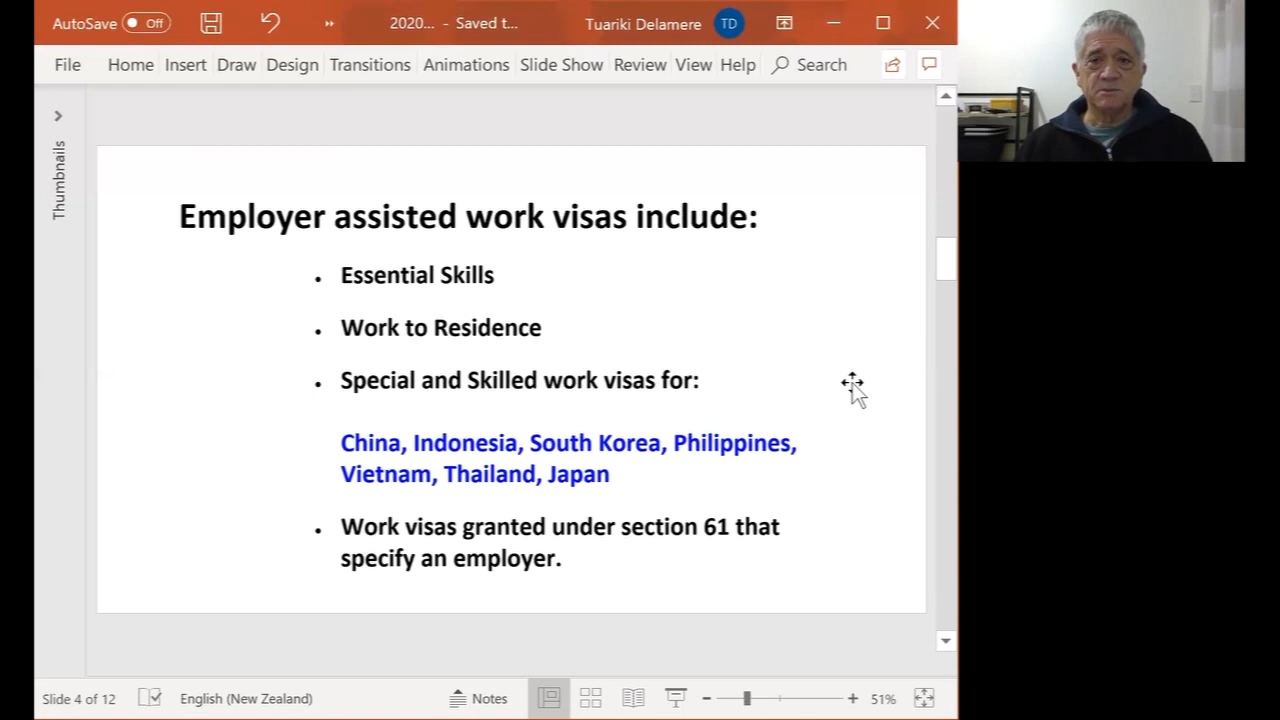 AutoSave Off 2020... - Saved t... Tuariki Delamere TD
File Home Insert Draw Design Transitions Animations Slide Show Review View Help Search
Thumbnails
Employer assisted work visas include:
• Essential Skills
• Work to Residence
• Special and Skilled work visas for:
China, Indonesia, South Korea, Philippines,
Vietnam, Thailand, Japan
• Work visas granted under section 61 that
specify an employer.
Slide 4 of 12 English (New Zealand) Notes 51%